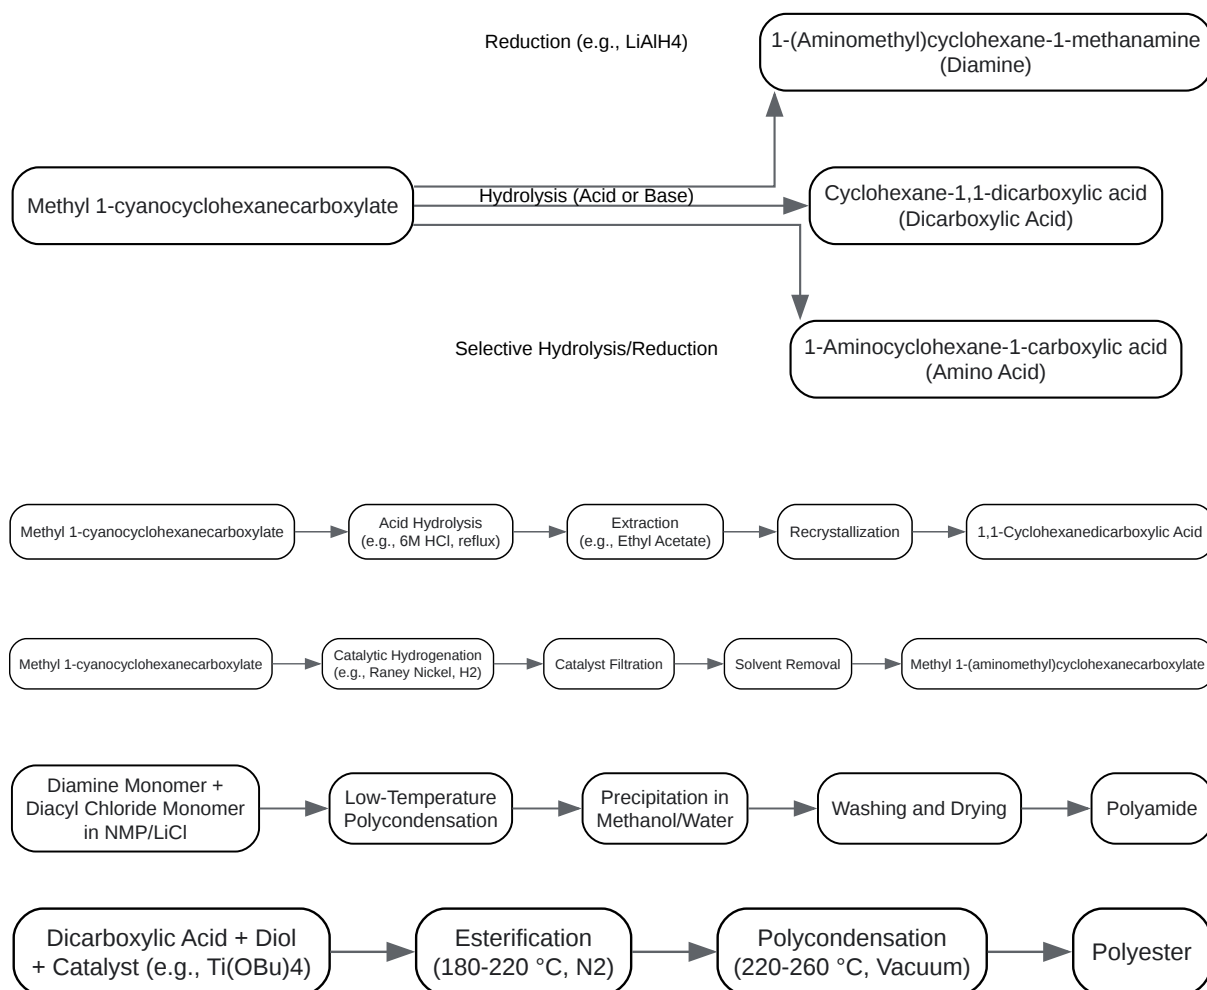 Reduction (e.g., LiAlH4)
1-(Aminomethyl)cyclohexane-1-methanamine
(Diamine)
Methyl 1-cyanocyclohexanecarboxylate
Hydrolysis (Acid or Base)
Cyclohexane-1,1-dicarboxylic acid
(Dicarboxylic Acid)
Selective Hydrolysis/Reduction
1-Aminocyclohexane-1-carboxylic acid
(Amino Acid)
Methyl 1-cyanocyclohexanecarboxylate
Acid Hydrolysis
(e.g., 6M HCl, reflux)
Extraction
(e.g., Ethyl Acetate)
Recrystallization
1,1-Cyclohexanedicarboxylic Acid
Methyl 1-cyanocyclohexanecarboxylate
Catalytic Hydrogenation
(e.g., Raney Nickel, H2)
Catalyst Filtration
Solvent Removal
Methyl 1-(aminomethyl)cyclohexanecarboxylate
Diamine Monomer +
Diacyl Chloride Monomer
in NMP/LiCl
Low-Temperature
Polycondensation
Precipitation in
Methanol/Water
Washing and Drying
Polyamide
Dicarboxylic Acid + Diol
+ Catalyst (e.g., Ti(OBu)4)
Esterification
(180-220 °C, N2)
Polycondensation
(220-260 °C, Vacuum)
Polyester